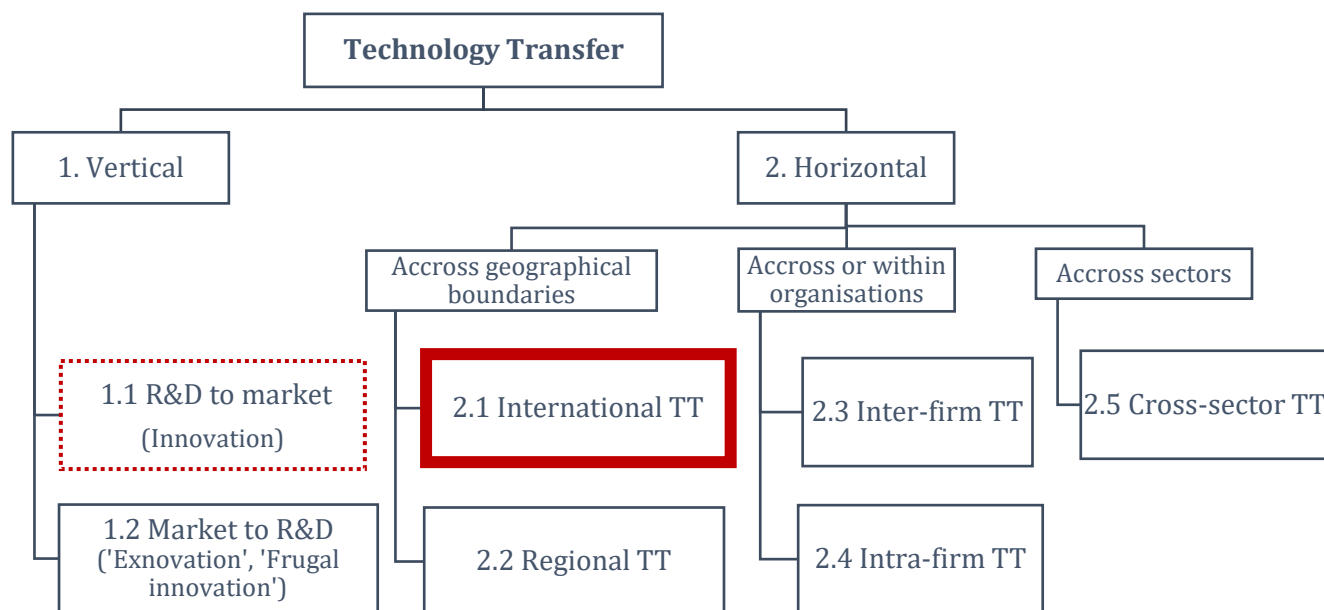 Technology Transfer
1. Vertical
2. Horizontal
Accross geographical
boundaries
Accross or within
organisations
Accross sectors
1.1 R&D to market
(Innovation)
2.1 International TT
2.3 Inter-firm TT
2.5 Cross-sector TT
1.2 Market to R&D
('Exnovation', 'Frugal
innovation')
2.2 Regional TT
2.4 Intra-firm TT